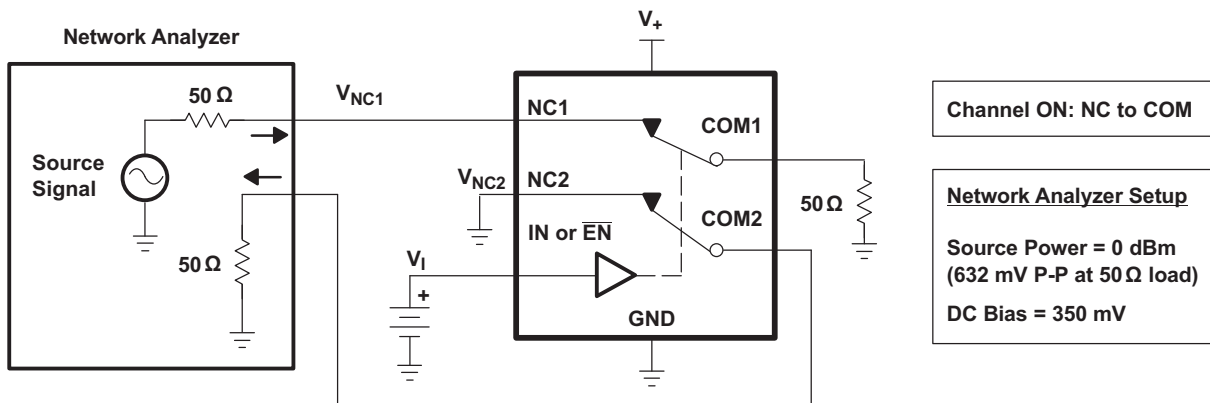 Network Analyzer
50 Ω
Source
Signal
50 Ω
V_NC1
V_NC2
V_I
+
V_+
NC1
COM1
NC2
COM2
IN or E̅N̅
GND
50 Ω
Channel ON: NC to COM
Network Analyzer Setup
Source Power = 0 dBm
(632 mV P-P at 50 Ω load)
DC Bias = 350 mV